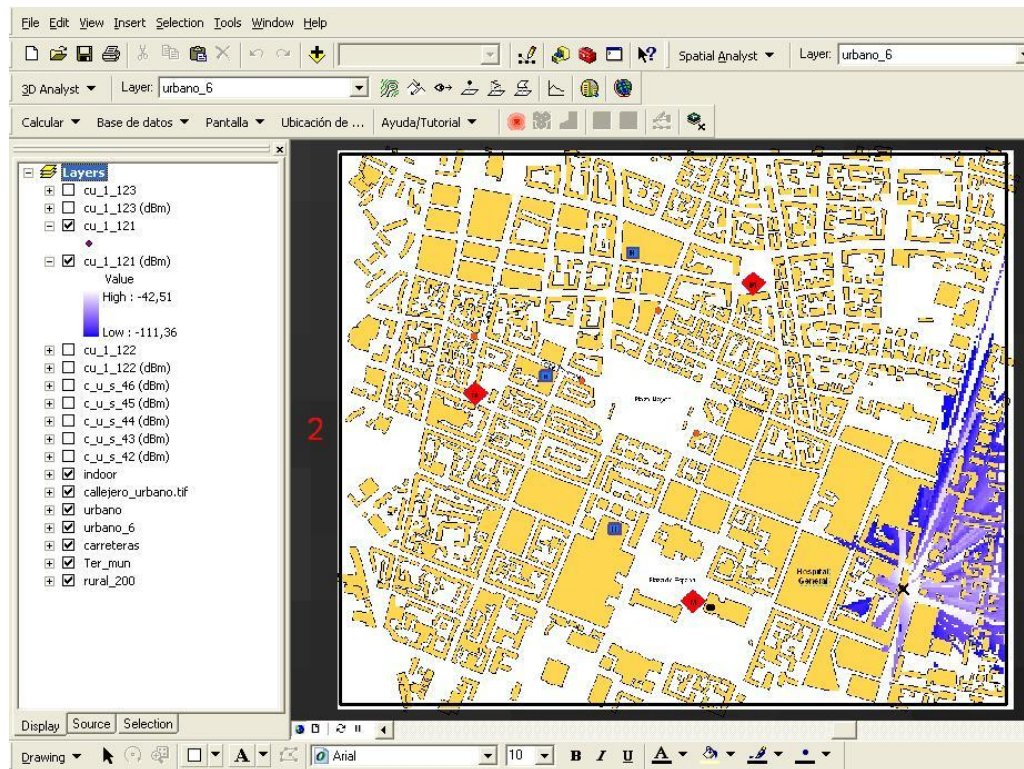 File Edit View Insert Selection Tools Window Help
Spatial Analyst Layer: urbano_6
3D Analyst Layer: urbano_6
Calcular Base de datos Pantalla Ubicación de ... Ayuda/Tutorial
Layers
cu_1_123
cu_1_123 (dBm)
cu_1_121
cu_1_121 (dBm)
Value
High : -42,51
Low : -111,36
cu_1_122
cu_1_122 (dBm)
c_u_s_46 (dBm)
c_u_s_45 (dBm)
c_u_s_44 (dBm)
c_u_s_43 (dBm)
c_u_s_42 (dBm)
indoor
callejero_urbano.tif
urbano
urbano_6
carreteras
Ter_mun
rural_200
2
Plaza Mayor
Hospital
General
Display Source Selection
Drawing A Arial 10 B I U A